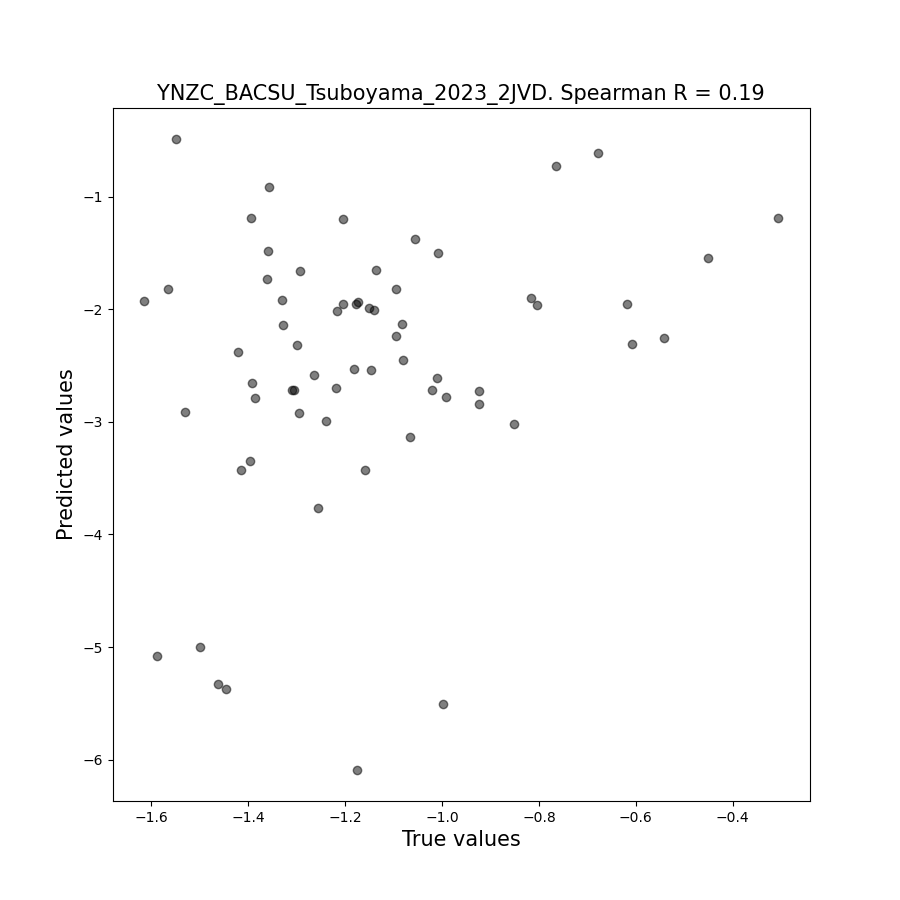 YNZC_BACSU_Tsuboyama_2023_2JVD. Spearman R = 0.19
−1
−2
−3
−4
−5
−6
Predicted values
−1.6 −1.4 −1.2 −1.0 −0.8 −0.6 −0.4
True values